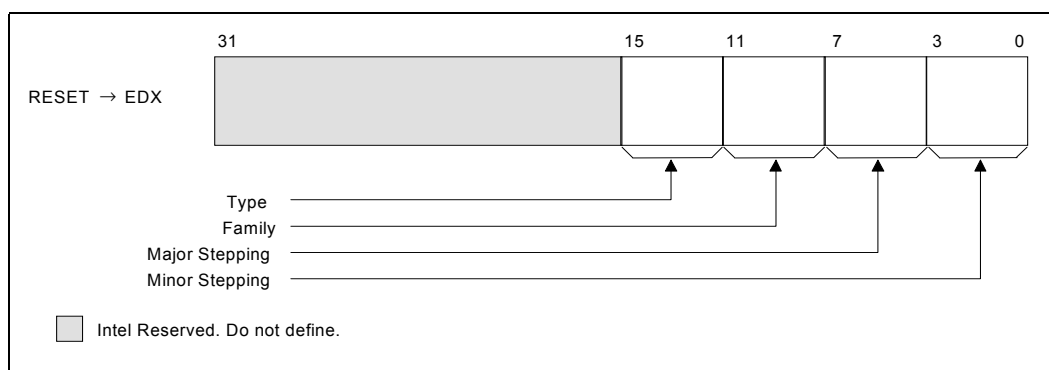 31 15 11 7 3 0
RESET → EDX
Type
Family
Major Stepping
Minor Stepping
Intel Reserved. Do not define.